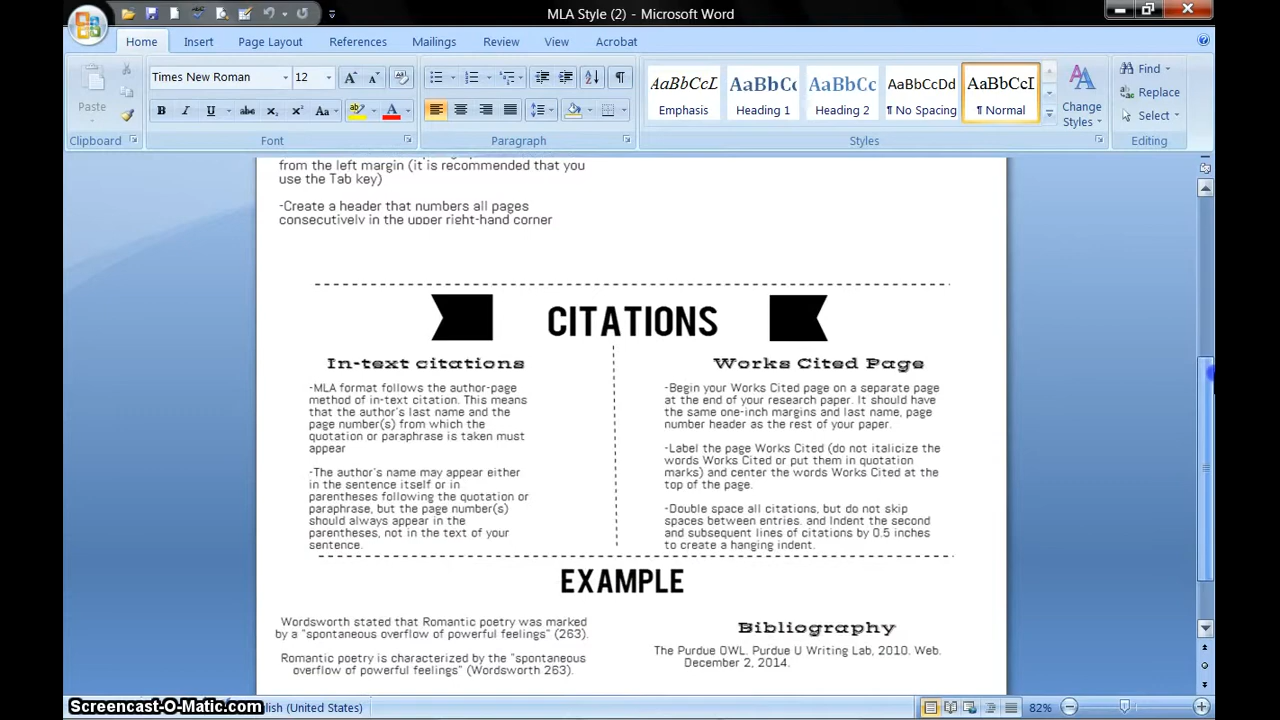 MLA Style (2) - Microsoft Word
Home Insert Page Layout References Mailings Review View Acrobat
Paste
Clipboard
Times New Roman 12
Font
Paragraph
AaBbCcL AaBbCc AaBbCc AaBbCcDd AaBbCcI
Emphasis Heading 1 Heading 2 ¶ No Spacing ¶ Normal
Change Styles
Styles
Find
Replace
Select
Editing
from the left margin (it is recommended that you
use the Tab key)
-Create a header that numbers all pages
consecutively in the upper right-hand corner
CITATIONS
In-text citations
-MLA format follows the author-page
method of in-text citation. This means
that the author's last name and the
page number(s) from which the
quotation or paraphrase is taken must
appear
-The author's name may appear either
in the sentence itself or in
parentheses following the quotation or
paraphrase, but the page number(s)
should always appear in the
parentheses, not in the text of your
sentence.
Works Cited Page
-Begin your Works Cited page on a separate page
at the end of your research paper. It should have
the same one-inch margins and last name, page
number header as the rest of your paper.
-Label the page Works Cited (do not italicize the
words Works Cited or put them in quotation
marks) and center the words Works Cited at the
top of the page.
-Double space all citations, but do not skip
spaces between entries. and Indent the second
and subsequent lines of citations by 0.5 inches
to create a hanging indent.
EXAMPLE
Wordsworth stated that Romantic poetry was marked
by a "spontaneous overflow of powerful feelings" (263).
Romantic poetry is characterized by the "spontaneous
overflow of powerful feelings" (Wordsworth 263).
Bibliography
The Purdue OWL. Purdue U Writing Lab, 2010. Web.
December 2, 2014.
Screencast-O-Matic.com
glish (United States)
82%